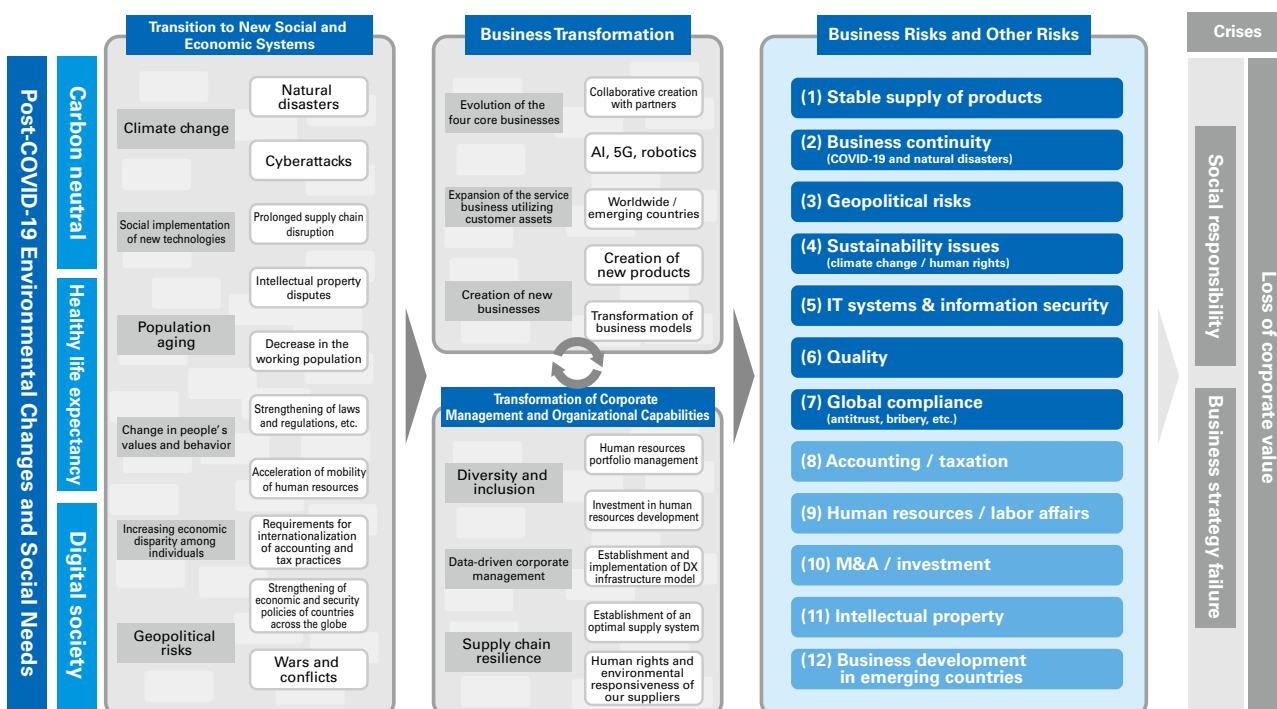 Post-COVID-19 Environmental Changes and Social Needs
Carbon neutral
Healthy life expectancy
Digital society
Transition to New Social and
Economic Systems
Climate change
Social implementation
of new technologies
Population
aging
Change in people's
values and behavior
Increasing economic
disparity among
individuals
Geopolitical
risks
Natural
disasters
Cyberattacks
Prolonged supply chain
disruption
Intellectual property
disputes
Decrease in the
working population
Strengthening of laws
and regulations, etc.
Acceleration of mobility
of human resources
Requirements for
internationalization
of accounting and
tax practices
Strengthening of
economic and security
policies of countries
across the globe
Wars and
conflicts
Business Transformation
Evolution of the
four core businesses
Expansion of the service
business utilizing
customer assets
Creation of new
businesses
Collaborative creation
with partners
AI, 5G, robotics
Worldwide /
emerging countries
Creation of
new products
Transformation of
business models
Transformation of Corporate
Management and Organizational Capabilities
Diversity and
inclusion
Data-driven corporate
management
Supply chain
resilience
Human resources
portfolio management
Investment in human
resources development
Establishment and
implementation of DX
infrastructure model
Establishment of an
optimal supply system
Human rights and
environmental
responsiveness of
our suppliers
Business Risks and Other Risks
(1) Stable supply of products
(2) Business continuity
(COVID-19 and natural disasters)
(3) Geopolitical risks
(4) Sustainability issues
(climate change / human rights)
(5) IT systems & information security
(6) Quality
(7) Global compliance
(antitrust, bribery, etc.)
(8) Accounting / taxation
(9) Human resources / labor affairs
(10) M&A / investment
(11) Intellectual property
(12) Business development
in emerging countries
Crises
Social responsibility
Business strategy failure
Loss of corporate value